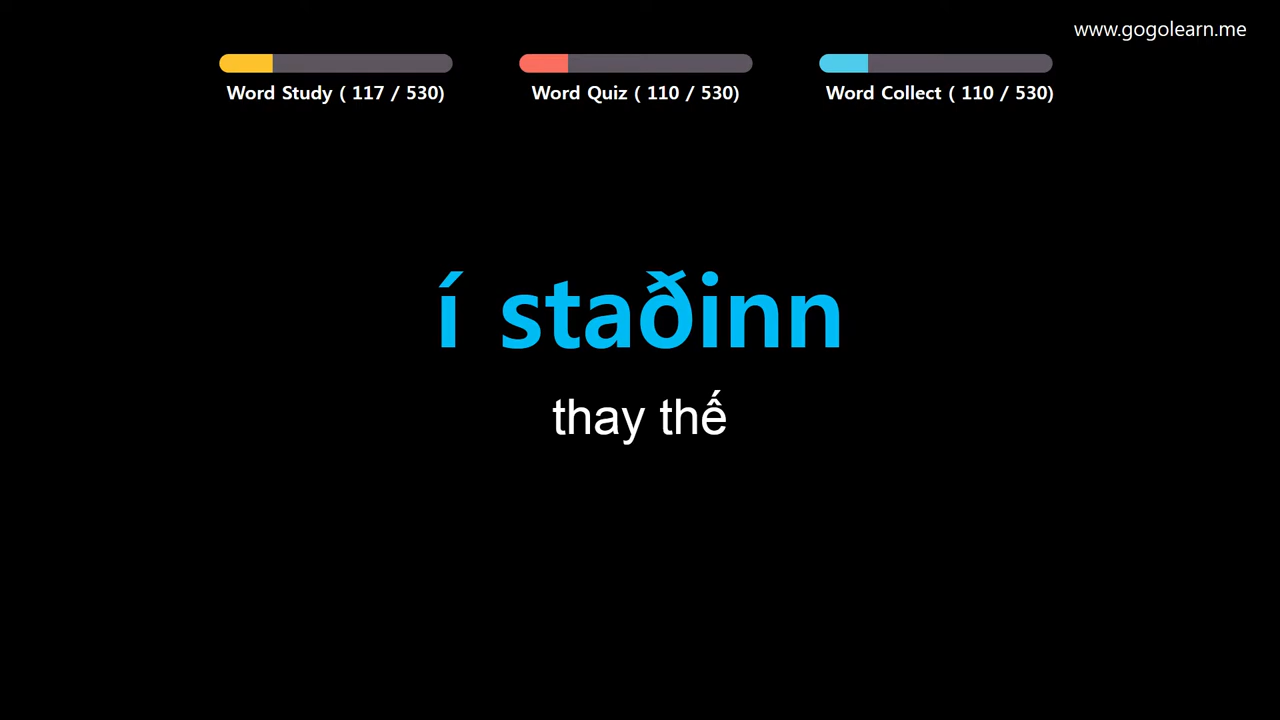 www.gogolearn.me
Word Study ( 117 / 530)
Word Quiz ( 110 / 530)
Word Collect ( 110 / 530)
í staðinn
thay thế